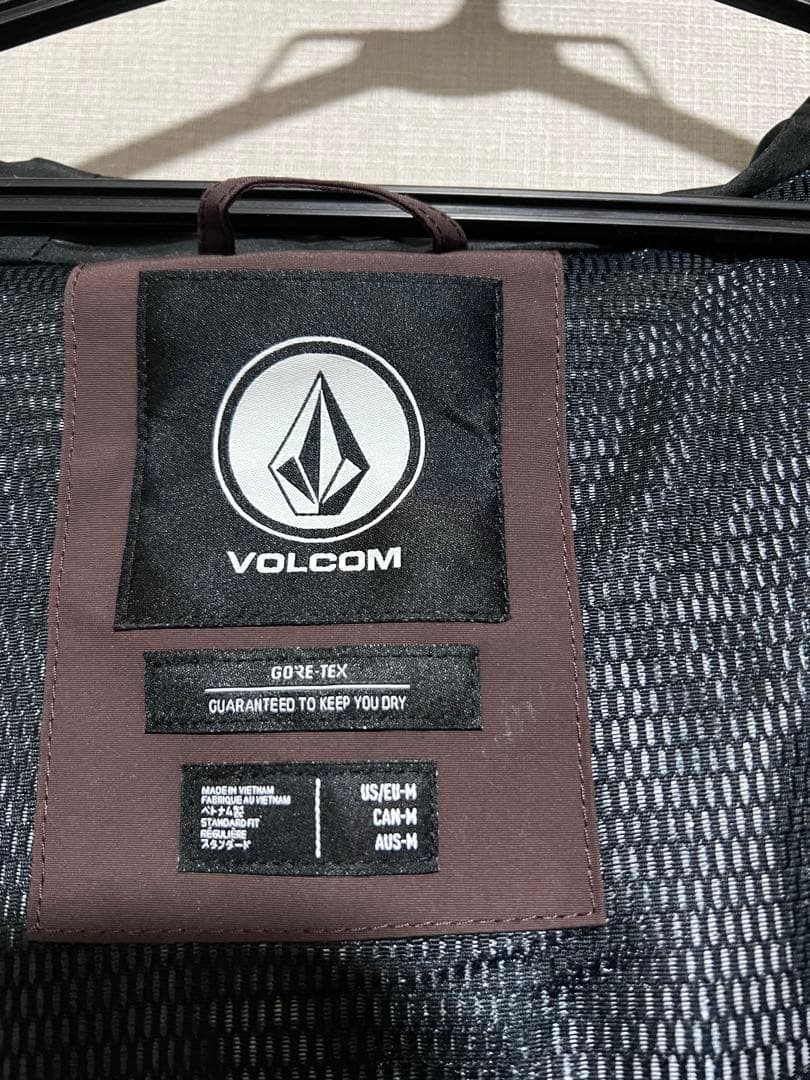 VOLCOM
GORE-TEX
GUARANTEED TO KEEP YOU DRY
MADE IN VIETNAM
FABRIQUE AU VIETNAM
ベトナム製
STANDARD FIT
RÉGULIÈRE
スタンダード
US/EU-M
CAN-M
AUS-M